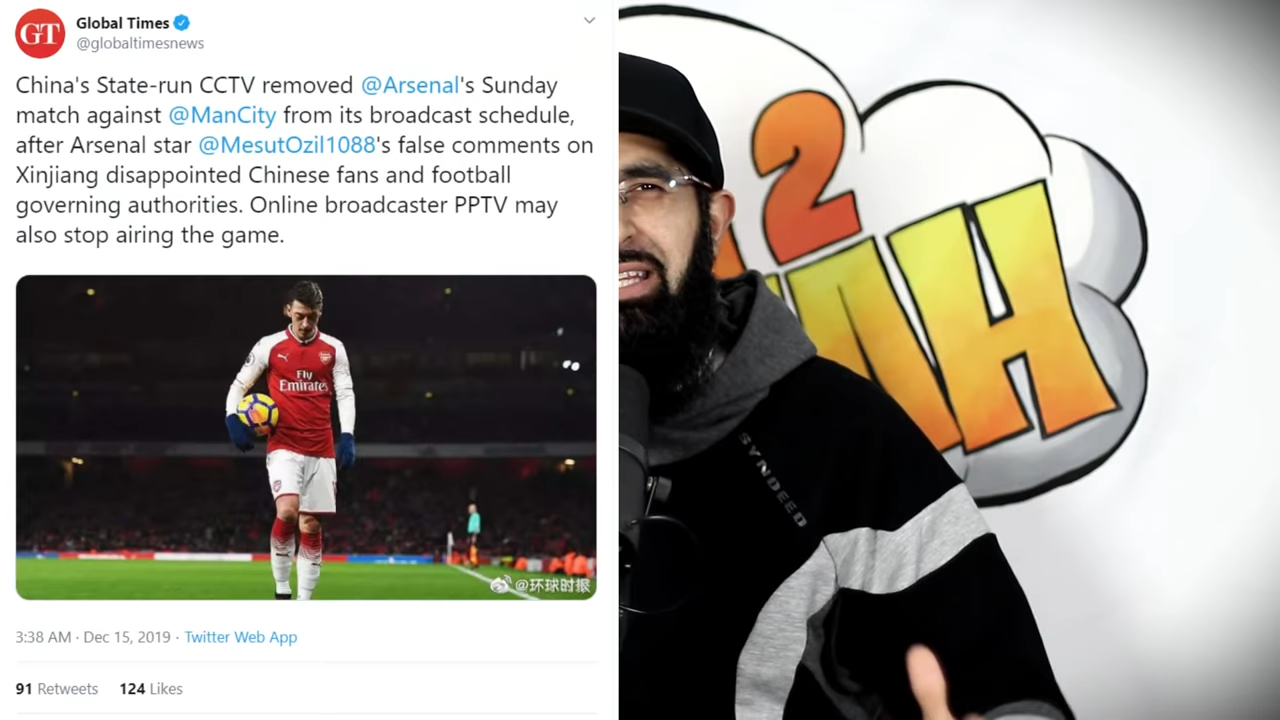 GT
Global Times
@globaltimesnews
China's State-run CCTV removed @Arsenal's Sunday
match against @ManCity from its broadcast schedule,
after Arsenal star @MesutOzil1088's false comments on
Xinjiang disappointed Chinese fans and football
governing authorities. Online broadcaster PPTV may
also stop airing the game.
Fly
Emirates
@环球时报
3:38 AM · Dec 15, 2019 · Twitter Web App
91 Retweets 124 Likes
2
AH
SYNDEED